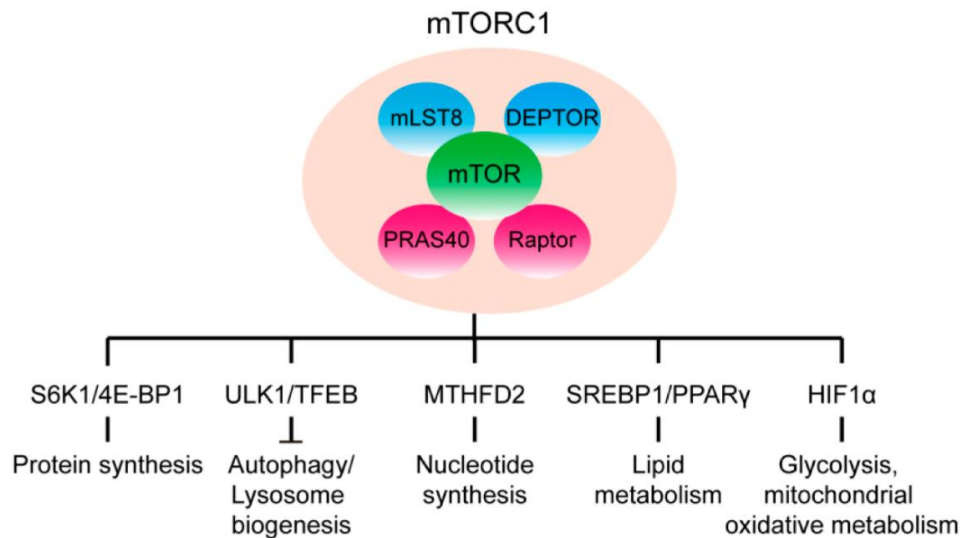 mTORC1
mLST8
DEPTOR
mTOR
PRAS40
Raptor
S6K1/4E-BP1
ULK1/TFEB
MTHFD2
SREBP1/PPARγ
HIF1α
Protein synthesis
Autophagy/
Lysosome
biogenesis
Nucleotide
synthesis
Lipid
metabolism
Glycolysis,
mitochondrial
oxidative metabolism